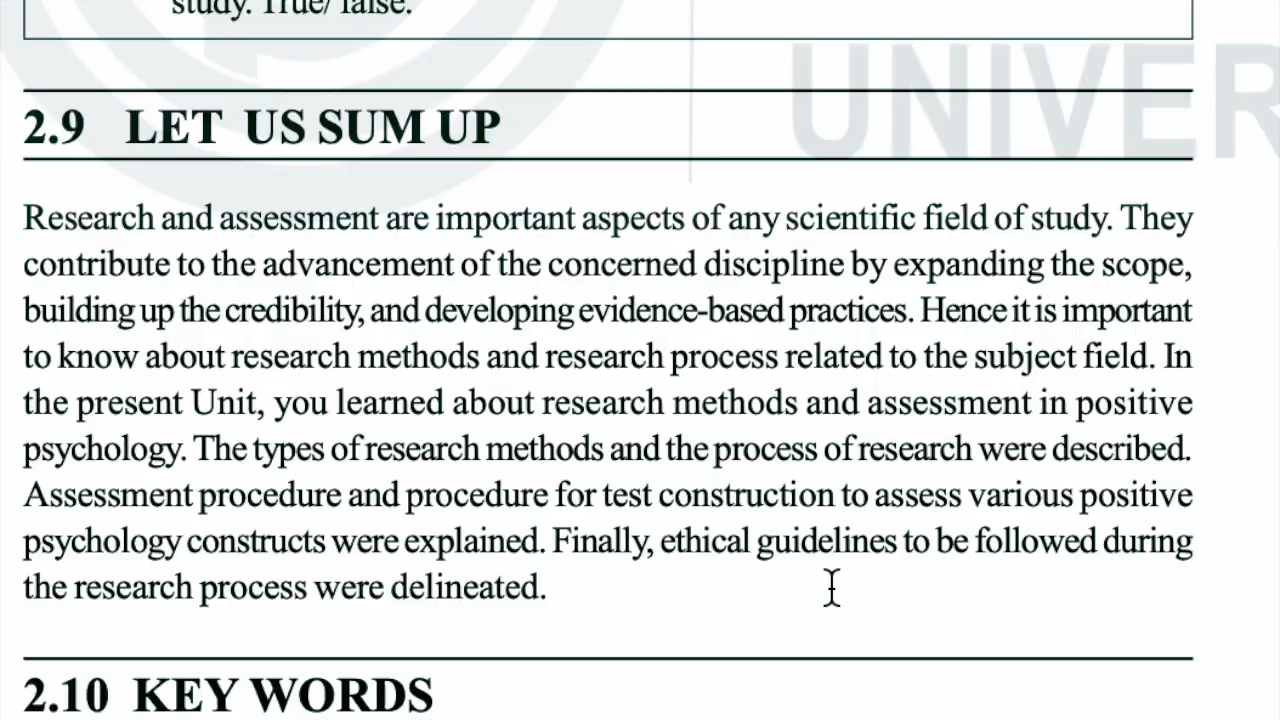 study. True/ false.
UNIVER
2.9 LET US SUM UP
Research and assessment are important aspects of any scientific field of study. They
contribute to the advancement of the concerned discipline by expanding the scope,
building up the credibility, and developing evidence-based practices. Hence it is important
to know about research methods and research process related to the subject field. In
the present Unit, you learned about research methods and assessment in positive
psychology. The types of research methods and the process of research were described.
Assessment procedure and procedure for test construction to assess various positive
psychology constructs were explained. Finally, ethical guidelines to be followed during
the research process were delineated.
2.10 KEY WORDS